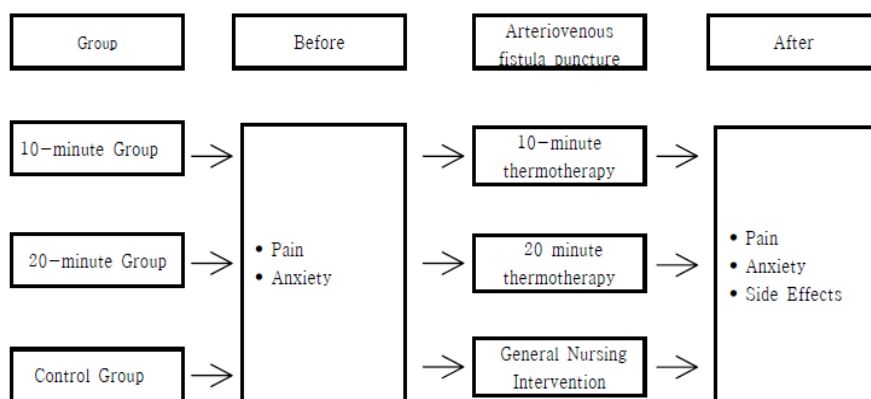 Group
Before
Arteriovenous
fistula puncture
After
10-minute Group
10-minute
thermotherapy
20-minute Group
• Pain
• Anxiety
20 minute
thermotherapy
• Pain
• Anxiety
• Side Effects
Control Group
General Nursing
Intervention